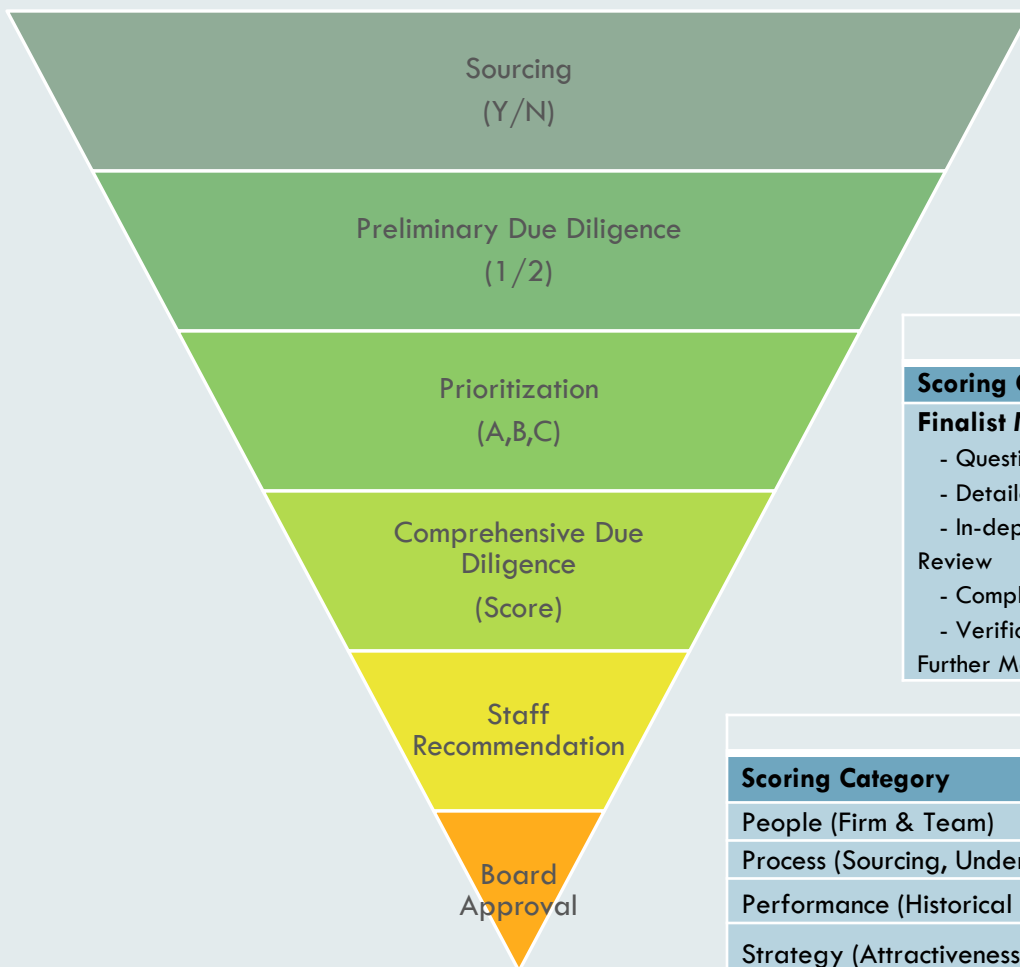 Sourcing
(Y/N)
Preliminary Due Diligence
(1/2)
Prioritization
(A,B,C)
Comprehensive Due
Diligence
(Score)
Staff
Recommendation
Board
Approval
Scoring
Finalist
- 
- 
- 
Review
- 
- 
Further
Scoring Category
People (Firm & Team)
Process (Sourcing,
Performance (Historical
Strategy (Attractiveness